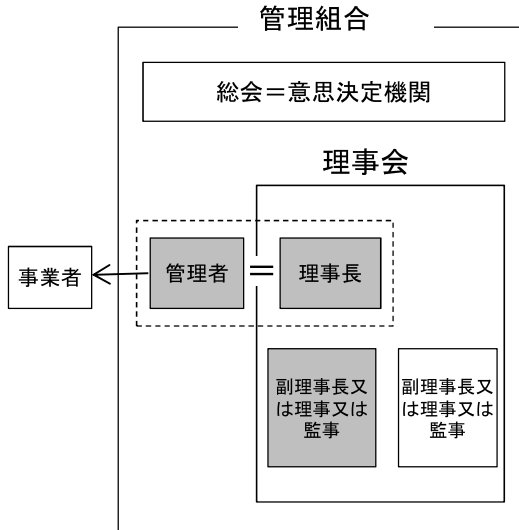 管理組合
総会＝意思決定機関
理事会
事業者
管理者
＝
理事長
副理事長又
は理事又は
監事
副理事長又
は理事又は
監事